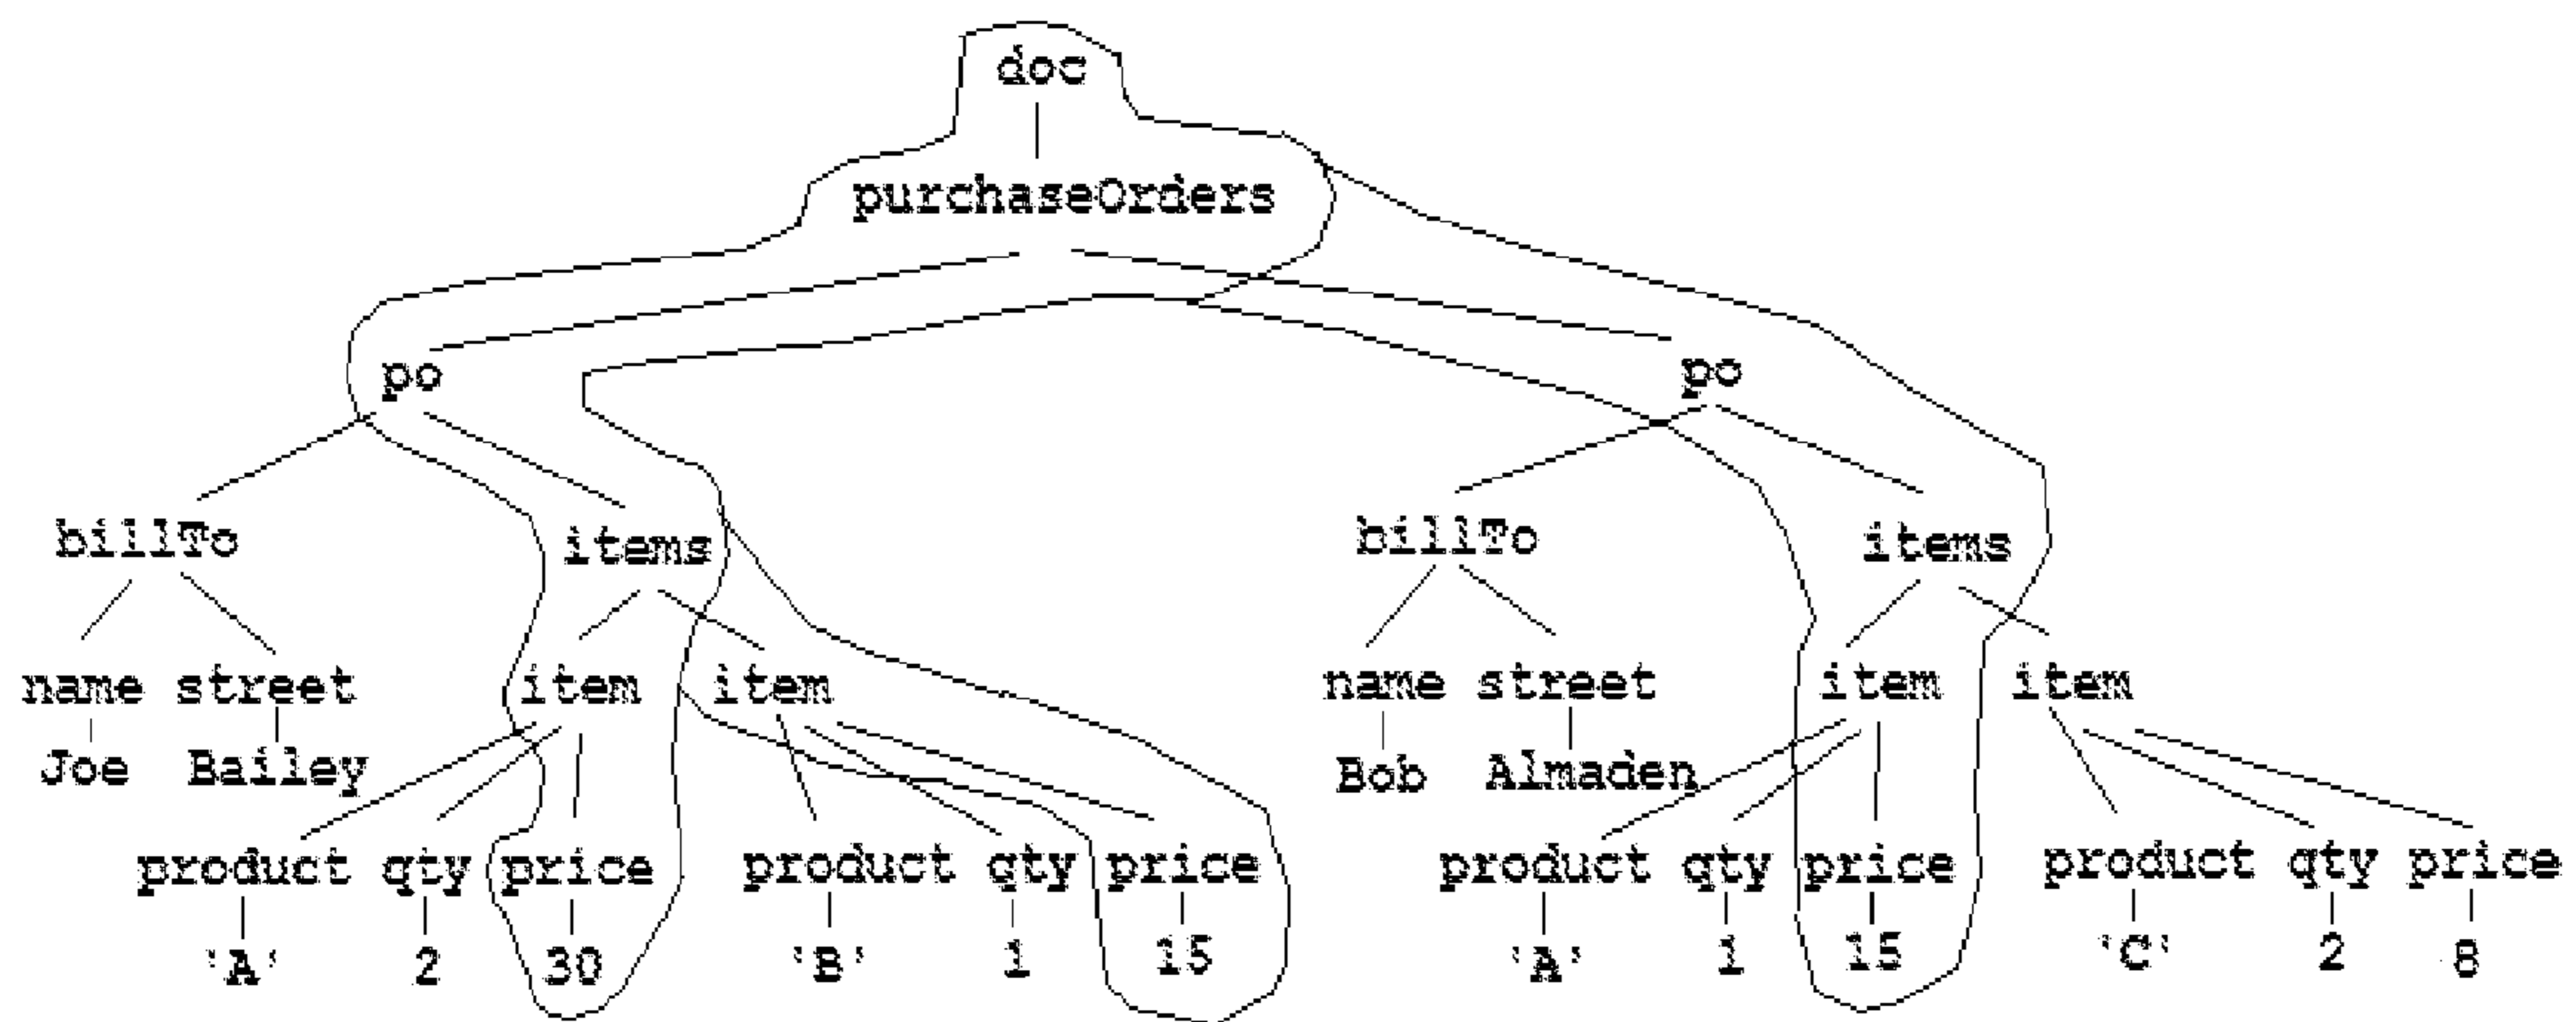 doc
purchaseOrders
po po
billTo items billTo items
name street item item name street item item
Joe Bailey Bob Almaden
product qty price product qty price product qty price product qty price
'A' 2 30 'B' 1 15 'A' 1 15 'C' 2 8